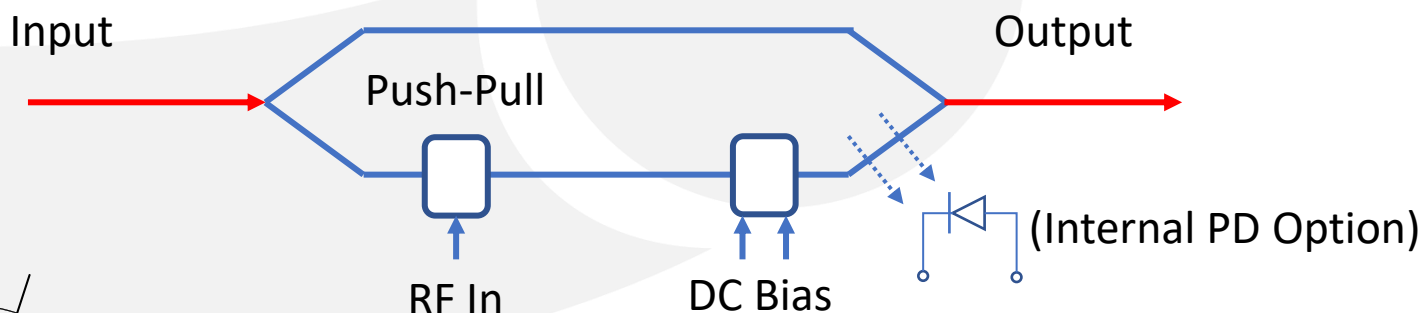 Input
Output
Push-Pull
(Internal PD Option)
RF In
DC Bias